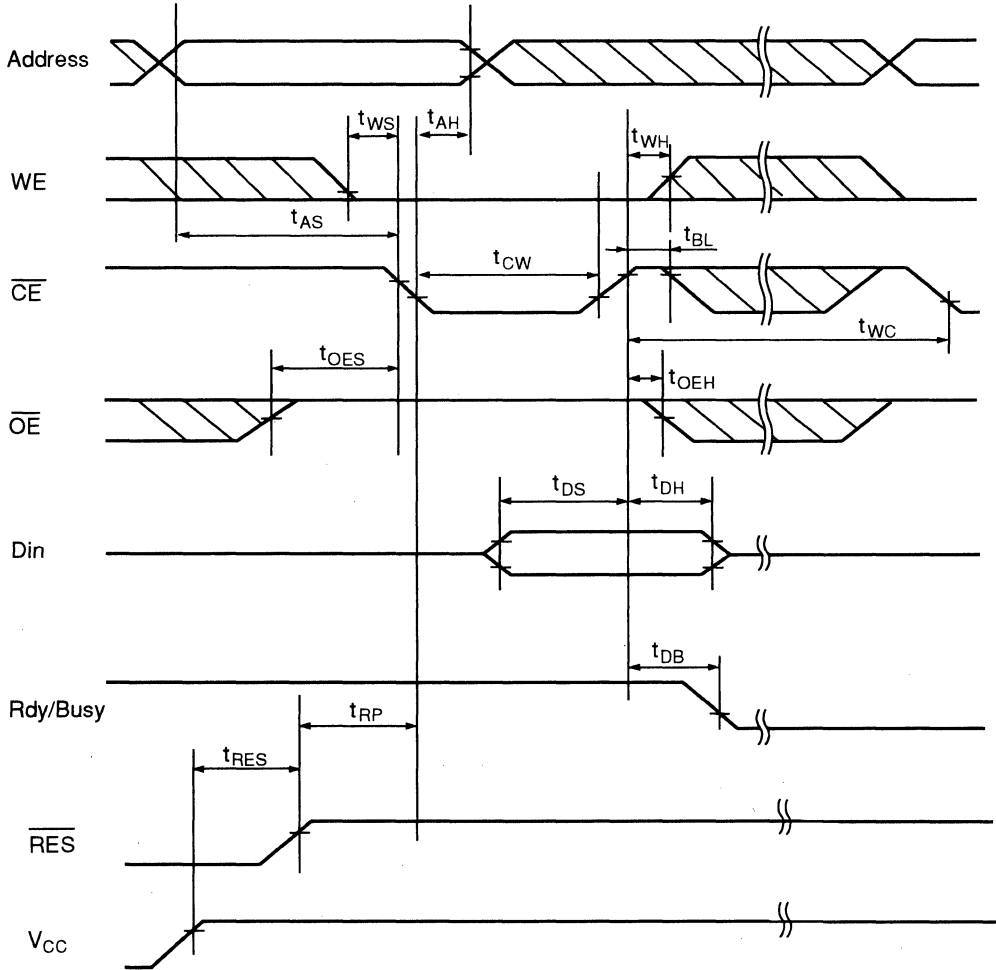 Address
tWS
tAH
tWH
WE
tAS
tBL
tCW
CE
tWC
tOES
tOEH
OE
tDS
tDH
Din
tDB
Rdy/Busy
tRP
tRES
RES
VCC